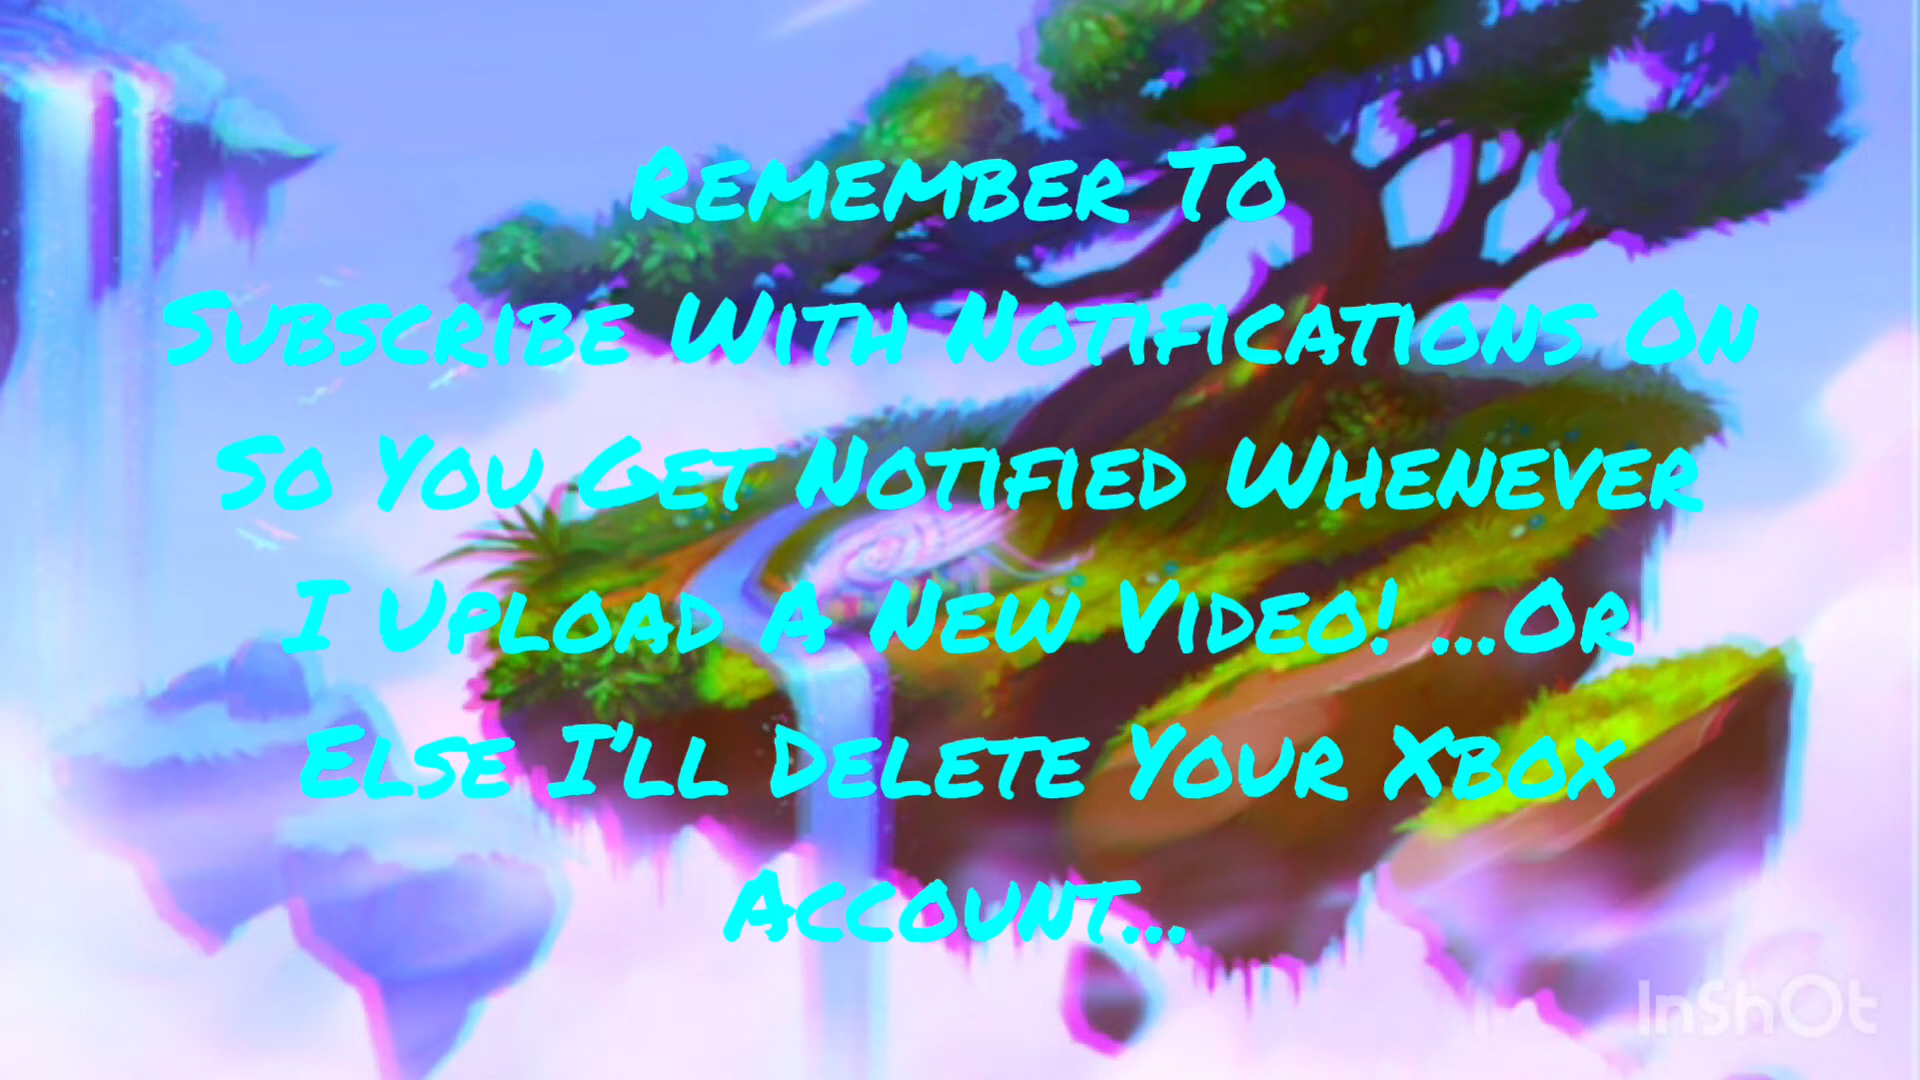 Remember To
Subscribe With Notifications On
So You Get Notified Whenever
I Upload A New Video! ...Or
Else I'll Delete Your Xbox
Account...
InShOt